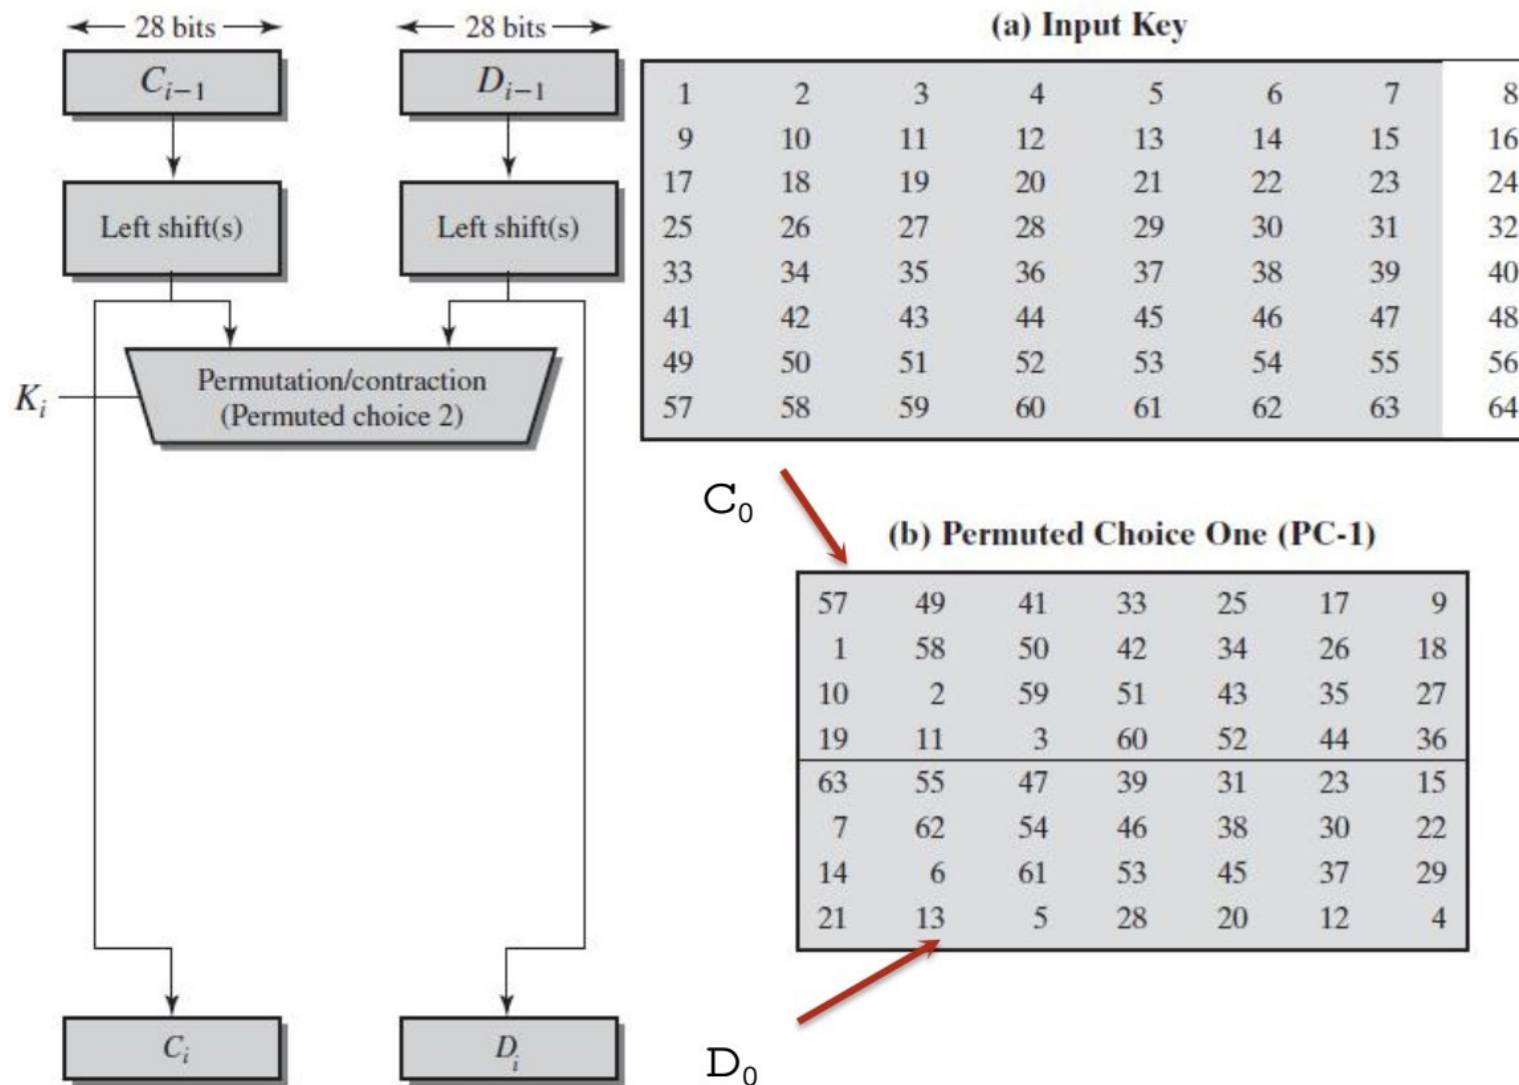 28 bits 28 bits
C_{i-1} D_{i-1}
Left shift(s) Left shift(s)
Permutation/contraction
(Permuted choice 2)
K_i
C_i D_i
(a) Input Key
1 2 3 4 5 6 7 8
9 10 11 12 13 14 15 16
17 18 19 20 21 22 23 24
25 26 27 28 29 30 31 32
33 34 35 36 37 38 39 40
41 42 43 44 45 46 47 48
49 50 51 52 53 54 55 56
57 58 59 60 61 62 63 64
C_0
(b) Permuted Choice One (PC-1)
57 49 41 33 25 17 9
1 58 50 42 34 26 18
10 2 59 51 43 35 27
19 11 3 60 52 44 36
63 55 47 39 31 23 15
7 62 54 46 38 30 22
14 6 61 53 45 37 29
21 13 5 28 20 12 4
D_0